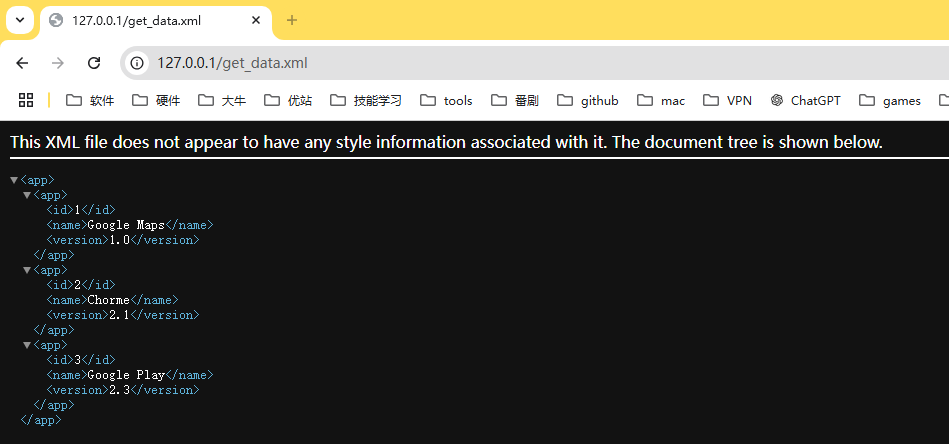 127.0.0.1/get_data.xml
127.0.0.1/get_data.xml
软件 硬件 大牛 优站 技能学习 tools 番剧 github mac VPN ChatGPT games
This XML file does not appear to have any style information associated with it. The document tree is shown below.
<app>
<app>
<id>1</id>
<name>Google Maps</name>
<version>1.0</version>
</app>
<app>
<id>2</id>
<name>Chorme</name>
<version>2.1</version>
</app>
<app>
<id>3</id>
<name>Google Play</name>
<version>2.3</version>
</app>
</app>